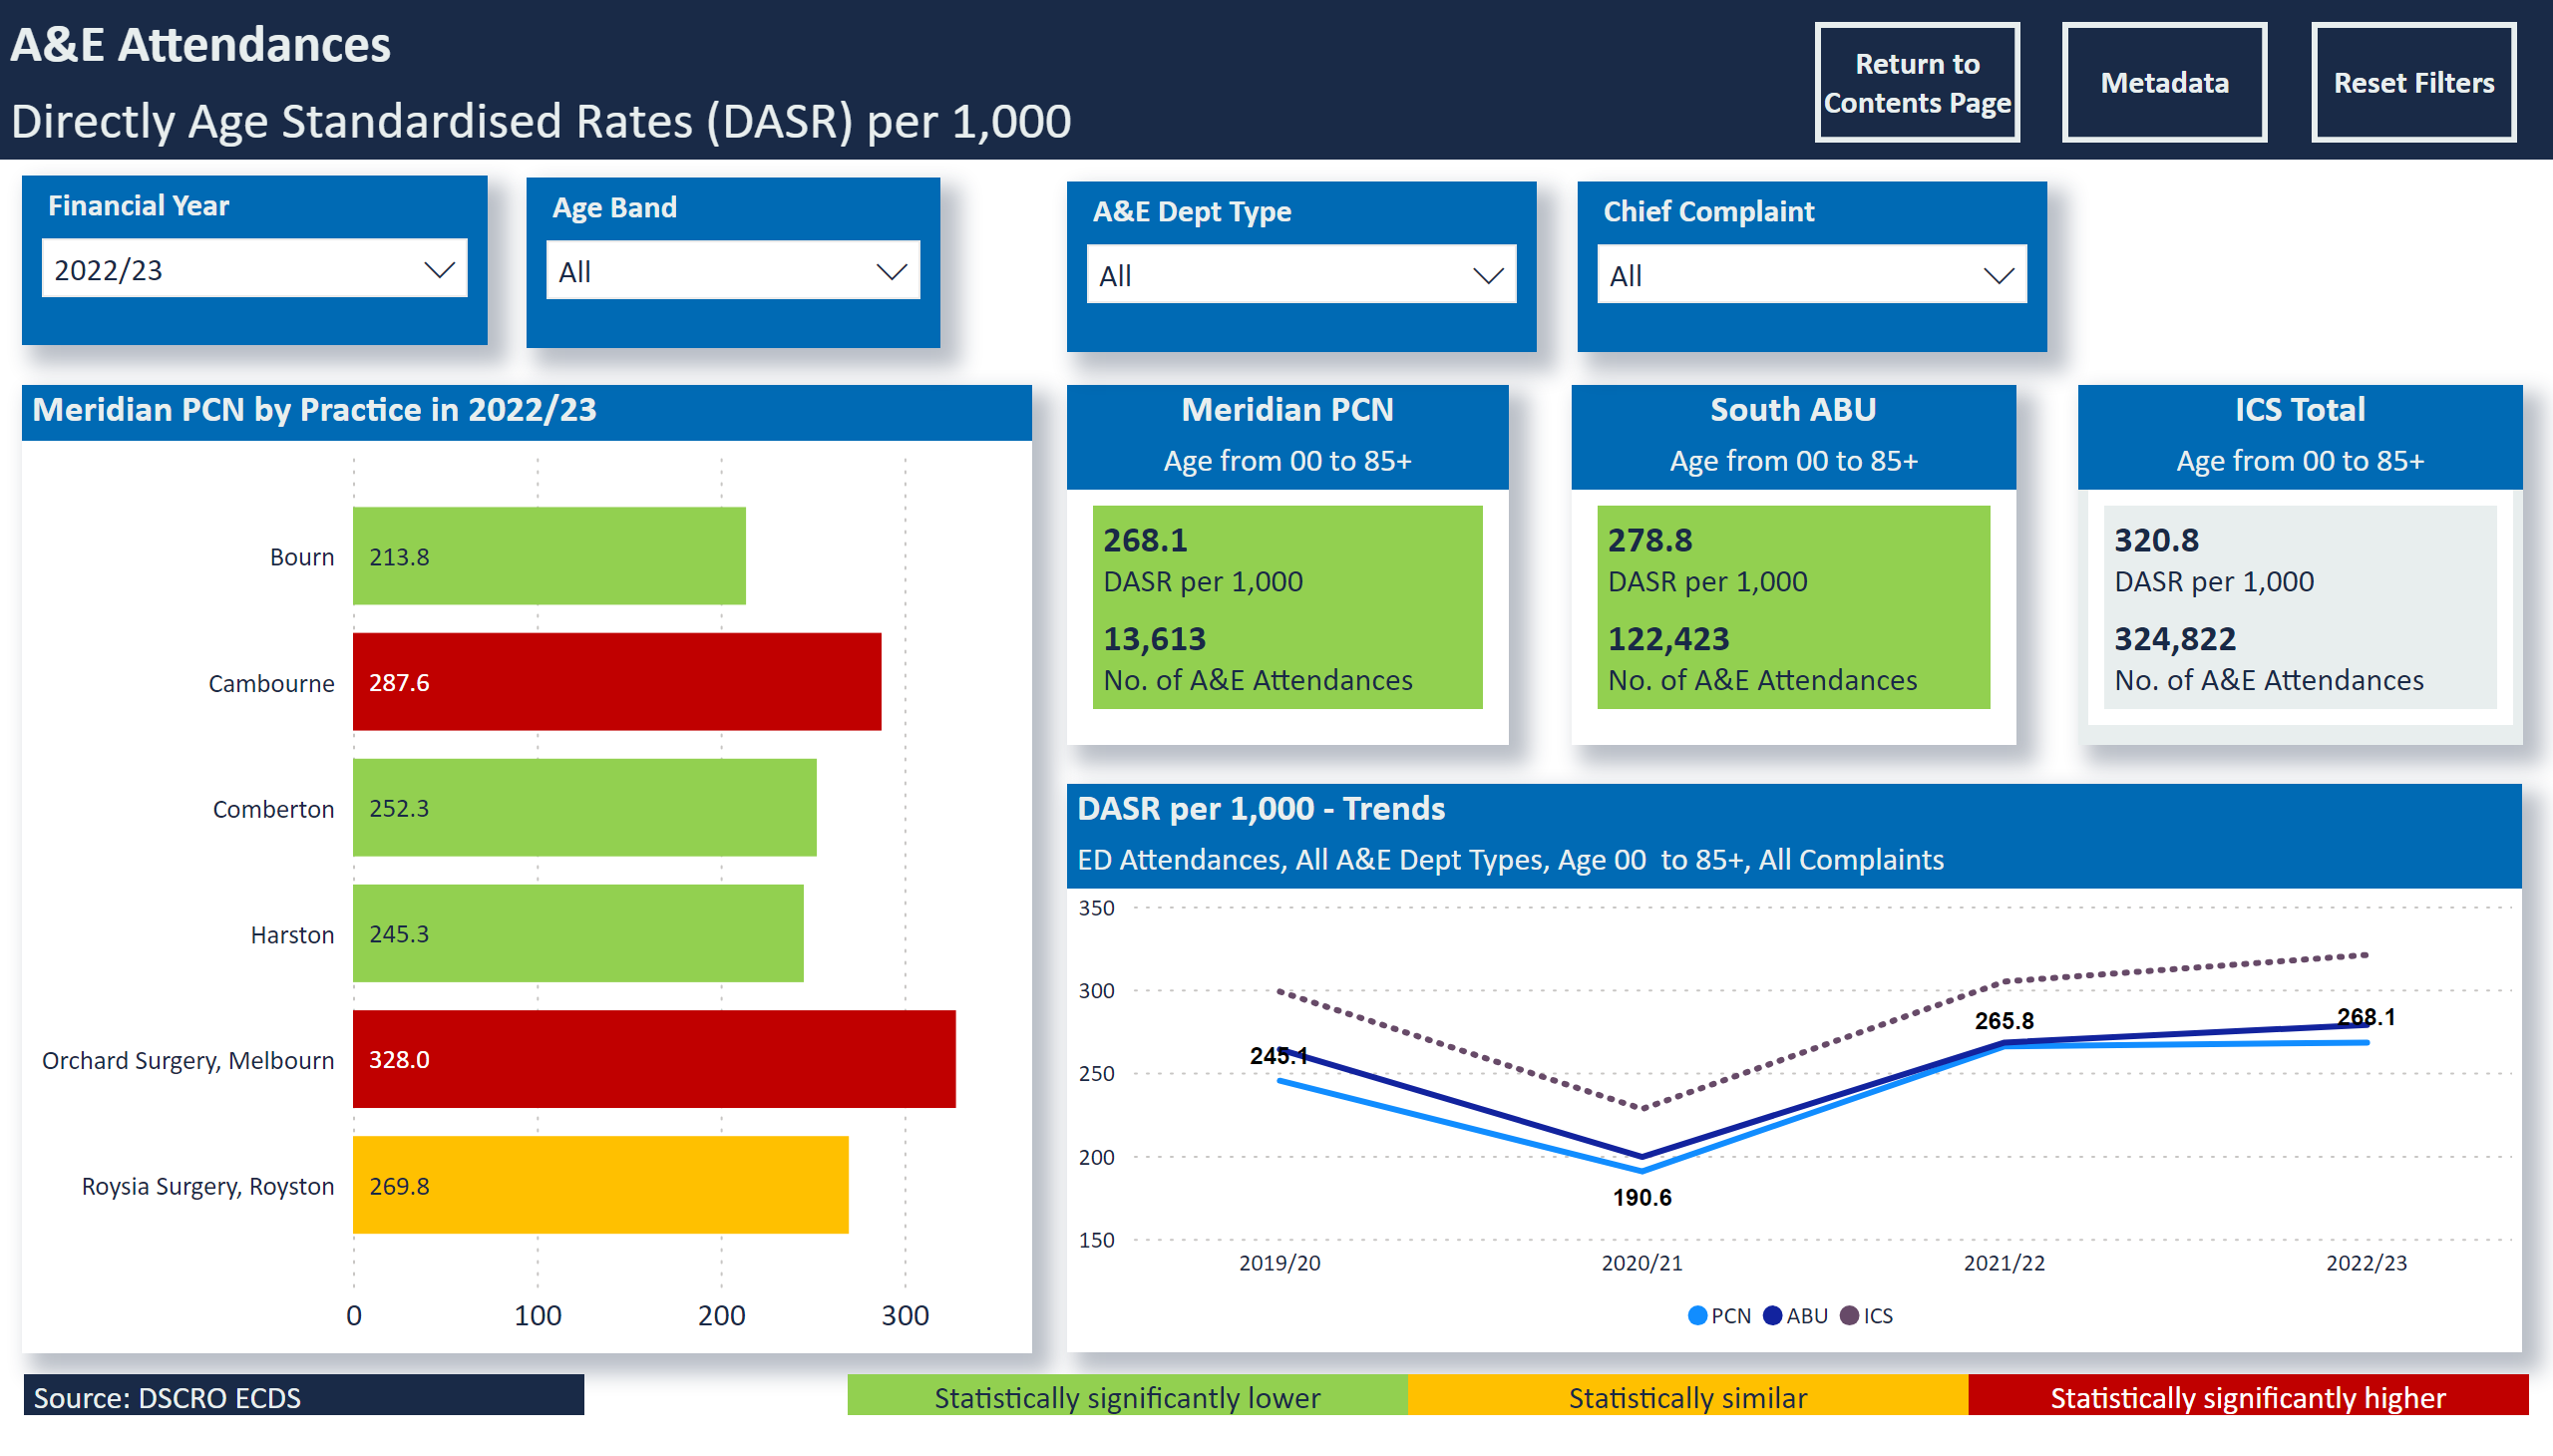 A&E Attendances
Directly Age Standardised Rates (DASR) per 1,000
Return to
Contents Page
Metadata
Reset Filters
Financial Year
2022/23
Age Band
All
A&E Dept Type
All
Chief Complaint
All
Meridian PCN by Practice in 2022/23
Bourn 213.8
Cambourne 287.6
Comberton 252.3
Harston 245.3
Orchard Surgery, Melbourn 328.0
Roysia Surgery, Royston 269.8
0 100 200 300
Meridian PCN
Age from 00 to 85+
268.1
DASR per 1,000
13,613
No. of A&E Attendances
South ABU
Age from 00 to 85+
278.8
DASR per 1,000
122,423
No. of A&E Attendances
ICS Total
Age from 00 to 85+
320.8
DASR per 1,000
324,822
No. of A&E Attendances
DASR per 1,000 - Trends
ED Attendances, All A&E Dept Types, Age 00 to 85+, All Complaints
350
300
250
200
150
245.1
190.6
265.8
268.1
2019/20 2020/21 2021/22 2022/23
PCN ABU ICS
Source: DSCRO ECDS
Statistically significantly lower
Statistically similar
Statistically significantly higher